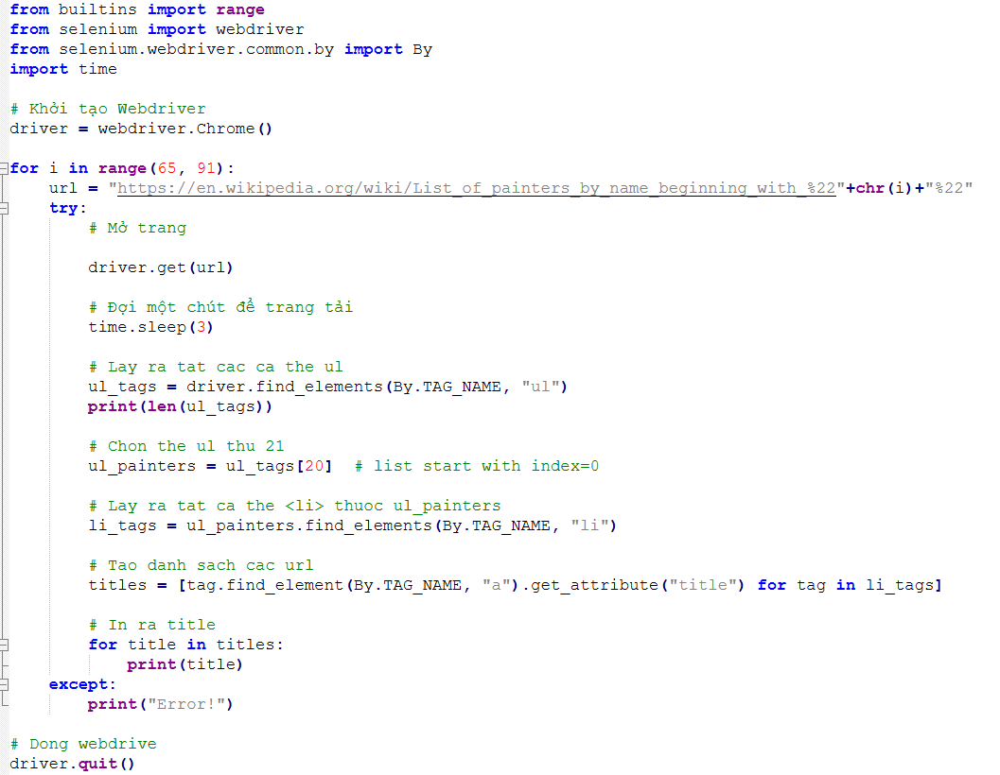 from builtins import range
from selenium import webdriver
from selenium.webdriver.common.by import By
import time
# Khởi tạo Webdriver
driver = webdriver.Chrome()
for i in range(65, 91):
    url = "https://en.wikipedia.org/wiki/List_of_painters_by_name_beginning_with_%22"+chr(i)+"%22"
    try:
        # Mở trang
        driver.get(url)
        # Đợi một chút để trang tải
        time.sleep(3)
        # Lay ra tat cac ca the ul
        ul_tags = driver.find_elements(By.TAG_NAME, "ul")
        print(len(ul_tags))
        # Chon the ul thu 21
        ul_painters = ul_tags[20]  # list start with index=0
        # Lay ra tat ca the <li> thuoc ul_painters
        li_tags = ul_painters.find_elements(By.TAG_NAME, "li")
        # Tao danh sach cac url
        titles = [tag.find_element(By.TAG_NAME, "a").get_attribute("title") for tag in li_tags]
        # In ra title
        for title in titles:
            print(title)
    except:
        print("Error!")
# Dong webdrive
driver.quit()